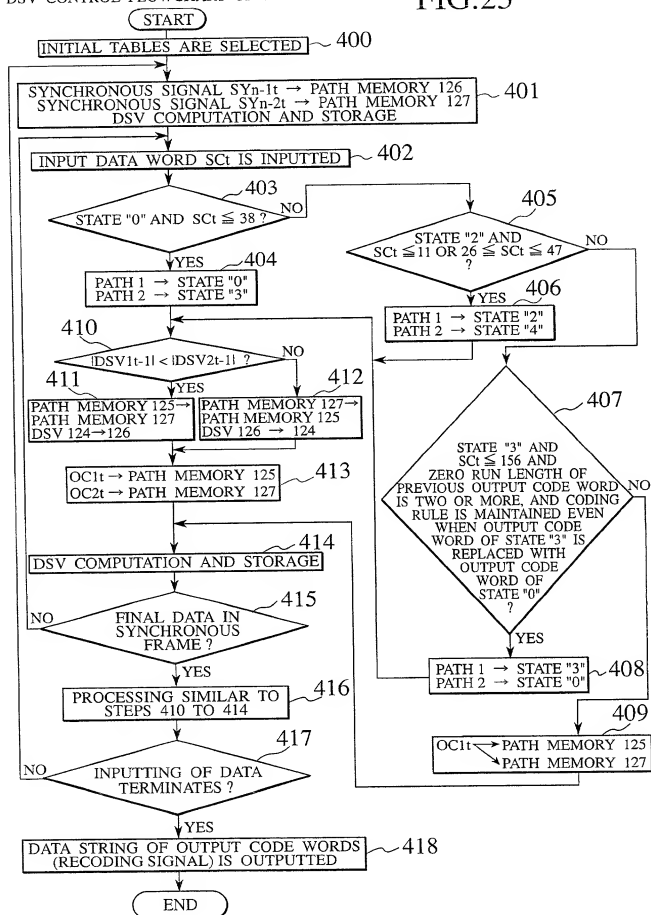 FIG.25
START
INITIAL TABLES ARE SELECTED
400
SYNCHRONOUS SIGNAL SYn-1t → PATH MEMORY 126
SYNCHRONOUS SIGNAL SYn-2t → PATH MEMORY 127
DSV COMPUTATION AND STORAGE
401
INPUT DATA WORD SCt IS INPUTTED
402
403
STATE "0" AND SCt ≦ 38 ?
NO
YES
404
PATH 1 → STATE "0"
PATH 2 → STATE "3"
405
STATE "2" AND
SCt ≦ 11 OR 26 ≦ SCt ≦ 47
?
NO
YES
406
PATH 1 → STATE "2"
PATH 2 → STATE "4"
410
|DSV1t-1| < |DSV2t-1| ?
NO
YES
411
PATH MEMORY 125→
PATH MEMORY 127
DSV 124→126
412
PATH MEMORY 127→
PATH MEMORY 125
DSV 126 → 124
407
STATE "3" AND
SCt ≦ 156 AND
ZERO RUN LENGTH OF
PREVIOUS OUTPUT CODE WORD
IS TWO OR MORE, AND CODING
RULE IS MAINTAINED EVEN
WHEN OUTPUT CODE
WORD OF STATE "3" IS
REPLACED WITH
OUTPUT CODE
WORD OF
STATE "0"
?
NO
YES
OC1t → PATH MEMORY 125
OC2t → PATH MEMORY 127
413
DSV COMPUTATION AND STORAGE
414
415
FINAL DATA IN
SYNCHRONOUS
FRAME ?
NO
YES
PATH 1 → STATE "3"
PATH 2 → STATE "0"
408
PROCESSING SIMILAR TO
STEPS 410 TO 414
416
409
OC1t → PATH MEMORY 125
PATH MEMORY 127
417
INPUTTING OF DATA
TERMINATES ?
NO
YES
DATA STRING OF OUTPUT CODE WORDS
(RECODING SIGNAL) IS OUTPUTTED
418
END